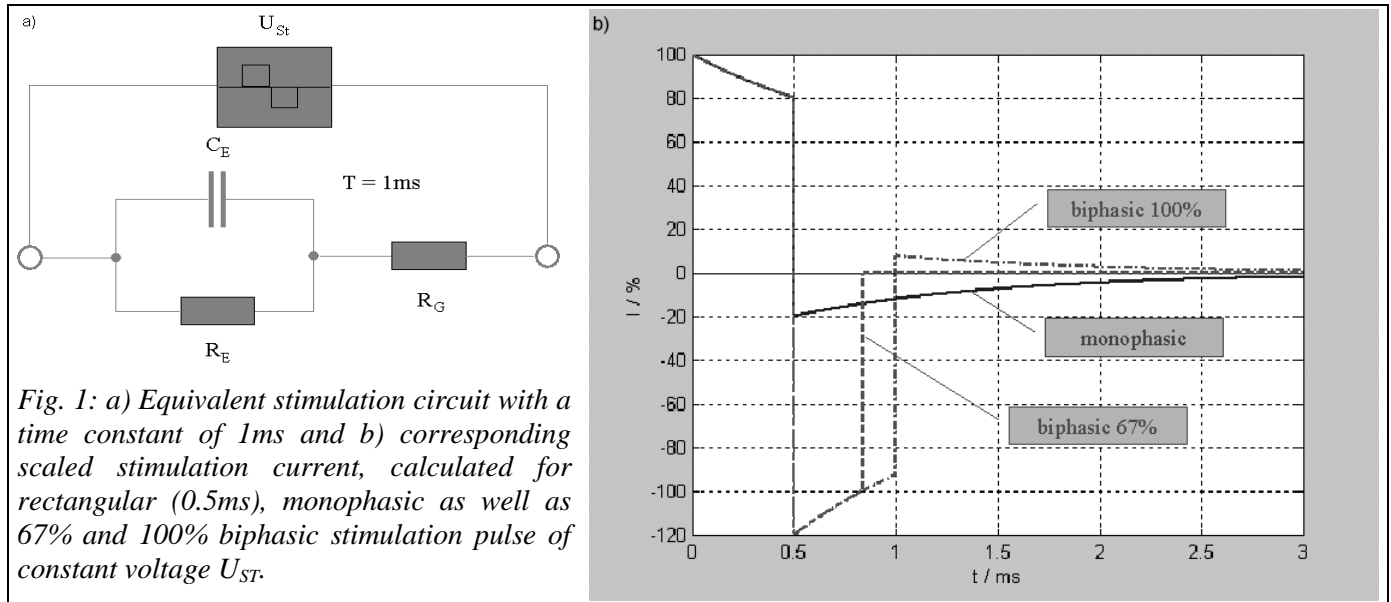 a)
U_St
C_E
T = 1ms
R_G
R_E
Fig. 1: a) Equivalent stimulation circuit with a
time constant of 1ms and b) corresponding
scaled stimulation current, calculated for
rectangular (0.5ms), monophasic as well as
67% and 100% biphasic stimulation pulse of
constant voltage U_ST.
b)
100
80
60
40
20
0
-20
-40
-60
-80
-100
-120
I / %
biphasic 100%
monophasic
biphasic 67%
0 0.5 1 1.5 2 2.5 3
t / ms